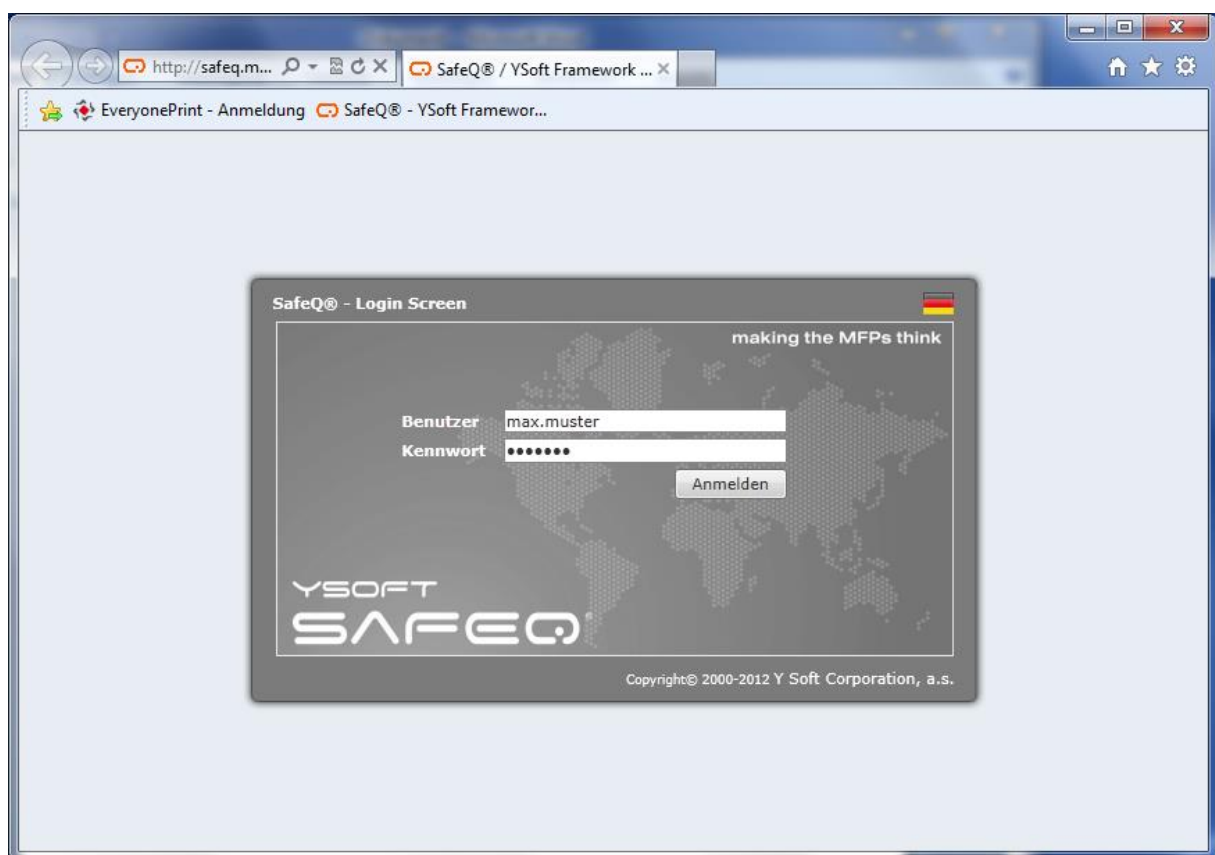 http://safeq.m... SafeQ® / YSoft Framework ...
EveryonePrint - Anmeldung SafeQ® - YSoft Framewor...
SafeQ® - Login Screen
making the MFPs think
Benutzer max.muster
Kennwort •••••••
Anmelden
YSOFT
SAFEQ
Copyright© 2000-2012 Y Soft Corporation, a.s.